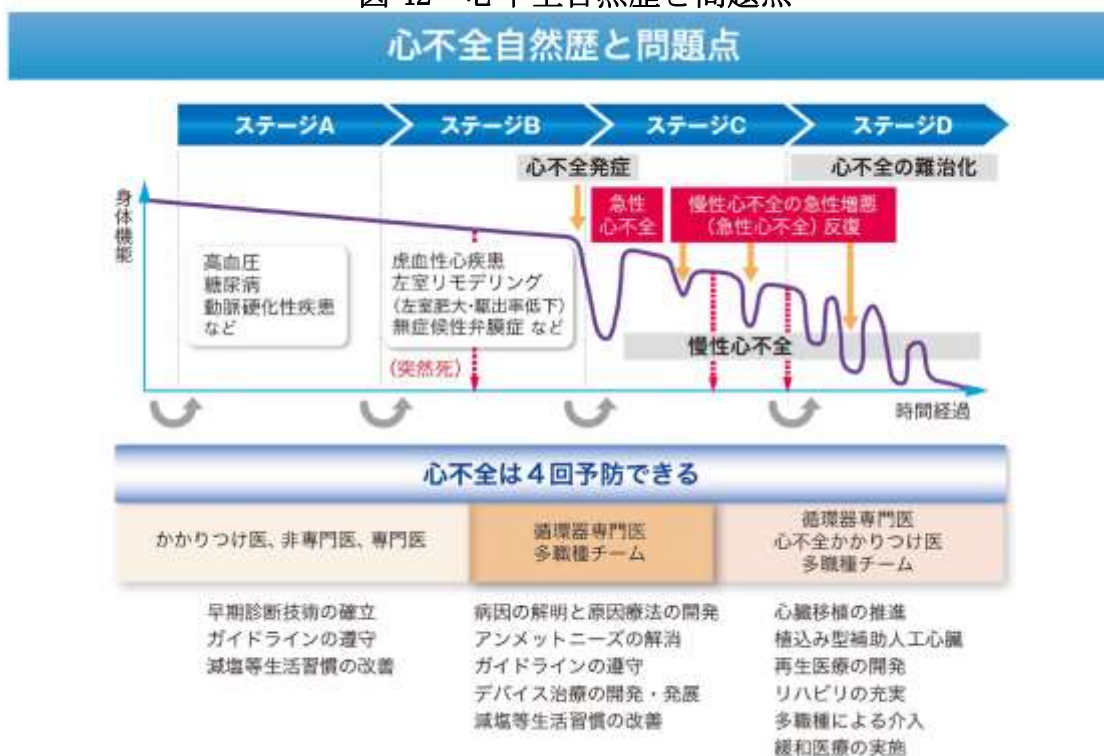 図 42 心不全自然歴と問題点
心不全自然歴と問題点
ステージA
ステージB
ステージC
ステージD
心不全発症
心不全の難治化
身体機能
急性
心不全
慢性心不全の急性増悪
(急性心不全)反復
高血圧
糖尿病
動脈硬化性疾患
など
虚血性心疾患
左室リモデリング
(左室肥大・駆出率低下)
無症候性弁膜症 など
慢性心不全
(突然死)
時間経過
心不全は4回予防できる
かかりつけ医、非専門医、専門医
循環器専門医
多職種チーム
循環器専門医
心不全かかりつけ医
多職種チーム
早期診断技術の確立
ガイドラインの遵守
減塩等生活習慣の改善
病因の解明と原因療法の開発
アンメットニーズの解消
ガイドラインの遵守
デバイス治療の開発・発展
減塩等生活習慣の改善
心臓移植の推進
植込み型補助人工心臓
再生医療の開発
リハビリの充実
多職種による介入
緩和医療の実施